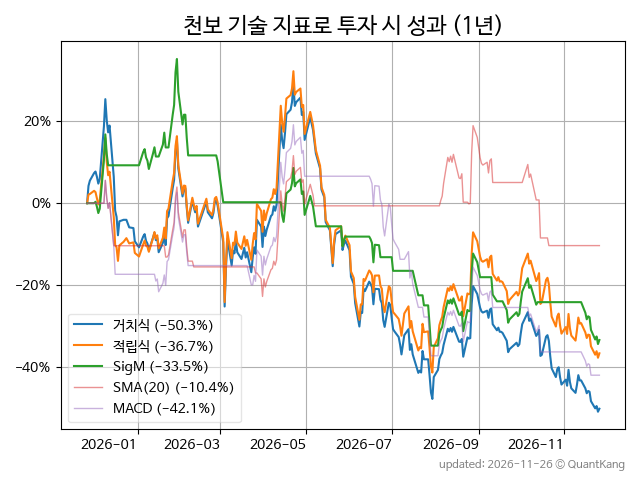 천보 기술 지표로 투자 시 성과 (1년)
20%
0%
−20%
−40%
거치식 (−50.3%)
적립식 (−36.7%)
SigM (−33.5%)
SMA(20) (−10.4%)
MACD (−42.1%)
2026-01 2026-03 2026-05 2026-07 2026-09 2026-11
updated: 2026-11-26 © QuantKang